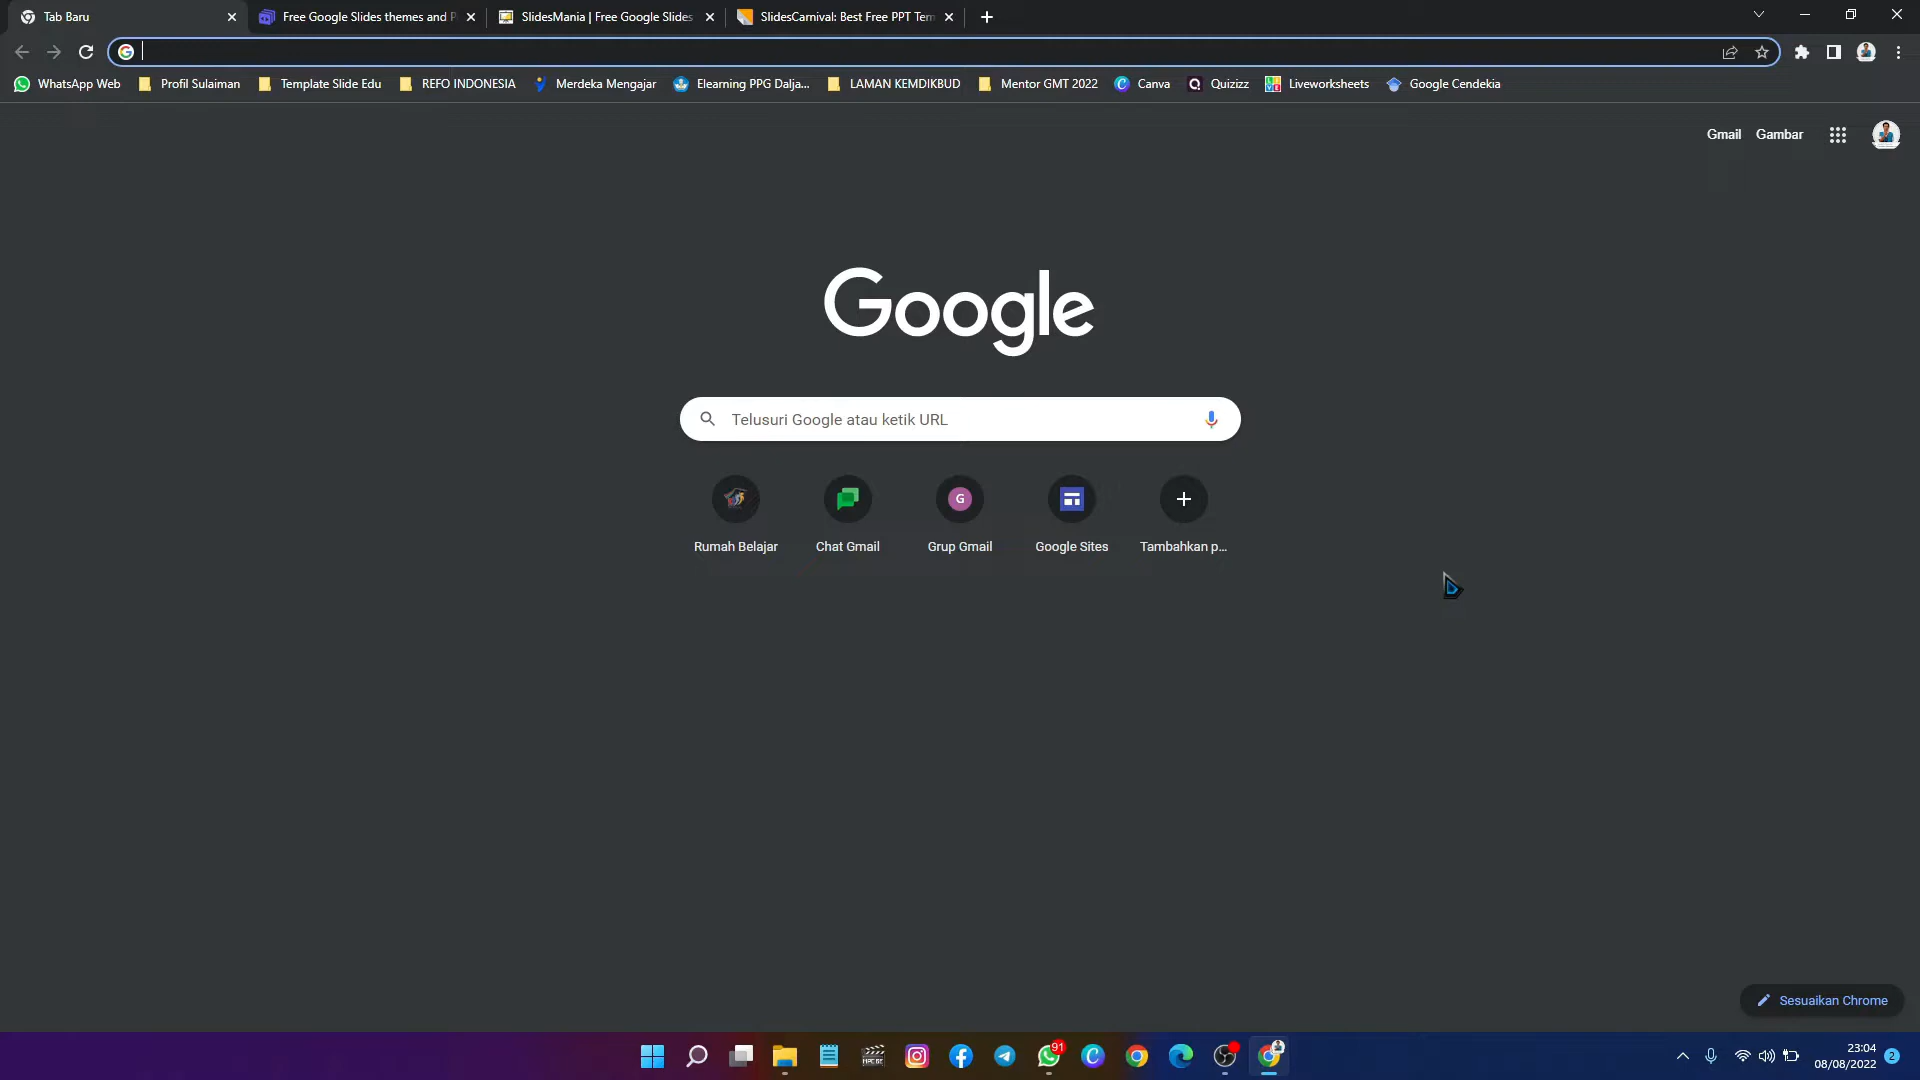 Tab Baru
Free Google Slides themes and P
SlidesMania | Free Google Slides
SlidesCarnival: Best Free PPT Tem
WhatsApp Web
Profil Sulaiman
Template Slide Edu
REFO INDONESIA
Merdeka Mengajar
Elearning PPG Dalja...
LAMAN KEMDIKBUD
Mentor GMT 2022
Canva
Quizizz
Liveworksheets
Google Cendekia
Gmail
Gambar
Google
Telusuri Google atau ketik URL
G
Rumah Belajar
Chat Gmail
Grup Gmail
Google Sites
Tambahkan p...
Sesuaikan Chrome
91
23:04
08/08/2022
2